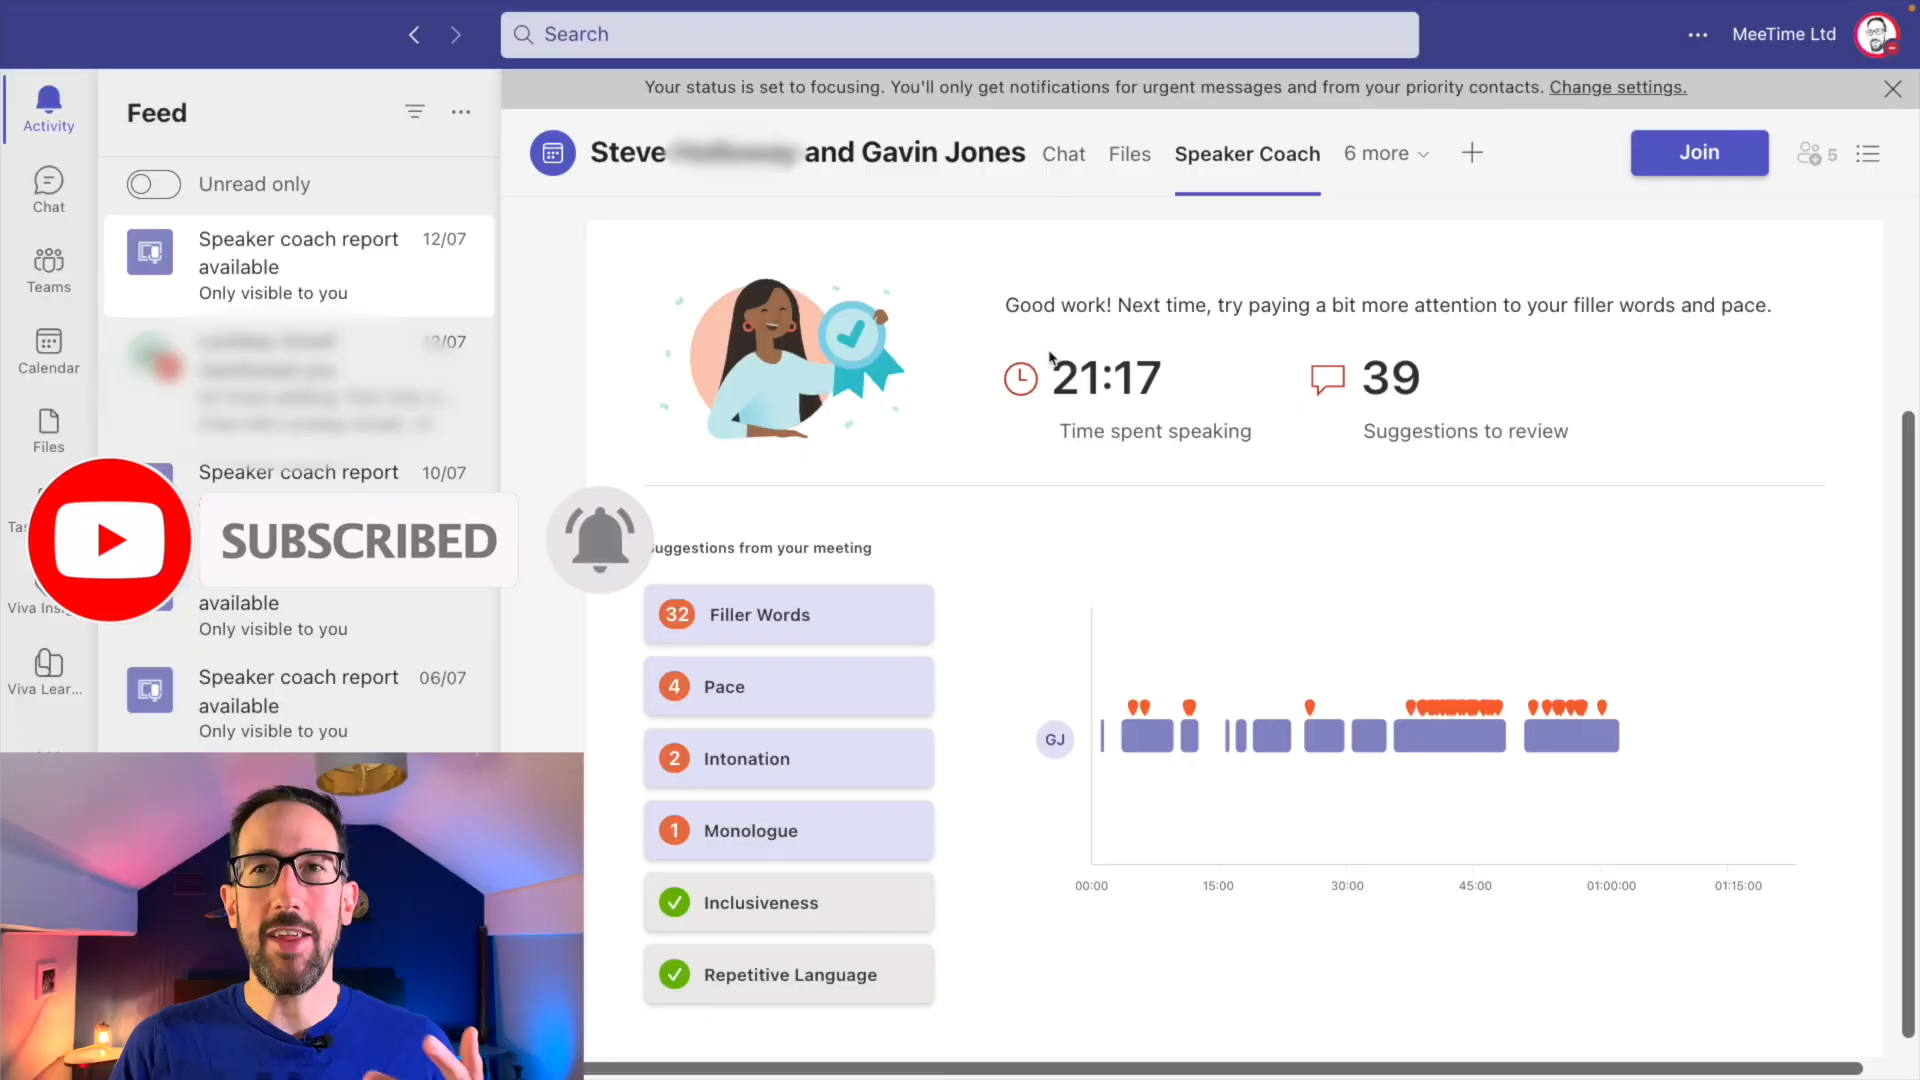 Search
MeeTime Ltd
Your status is set to focusing. You'll only get notifications for urgent messages and from your priority contacts. Change settings.
Activity
Chat
Teams
Calendar
Files
Viva Lear...
Feed
Unread only
Speaker coach report 12/07
available
Only visible to you
12/07
Speaker coach report 10/07
available
Only visible to you
Speaker coach report 06/07
available
Only visible to you
SUBSCRIBED
Steve and Gavin Jones
Chat
Files
Speaker Coach
6 more
Join
5
Good work! Next time, try paying a bit more attention to your filler words and pace.
21:17
Time spent speaking
39
Suggestions to review
uggestions from your meeting
32 Filler Words
4 Pace
2 Intonation
1 Monologue
Inclusiveness
Repetitive Language
GJ
00:00 15:00 30:00 45:00 01:00:00 01:15:00